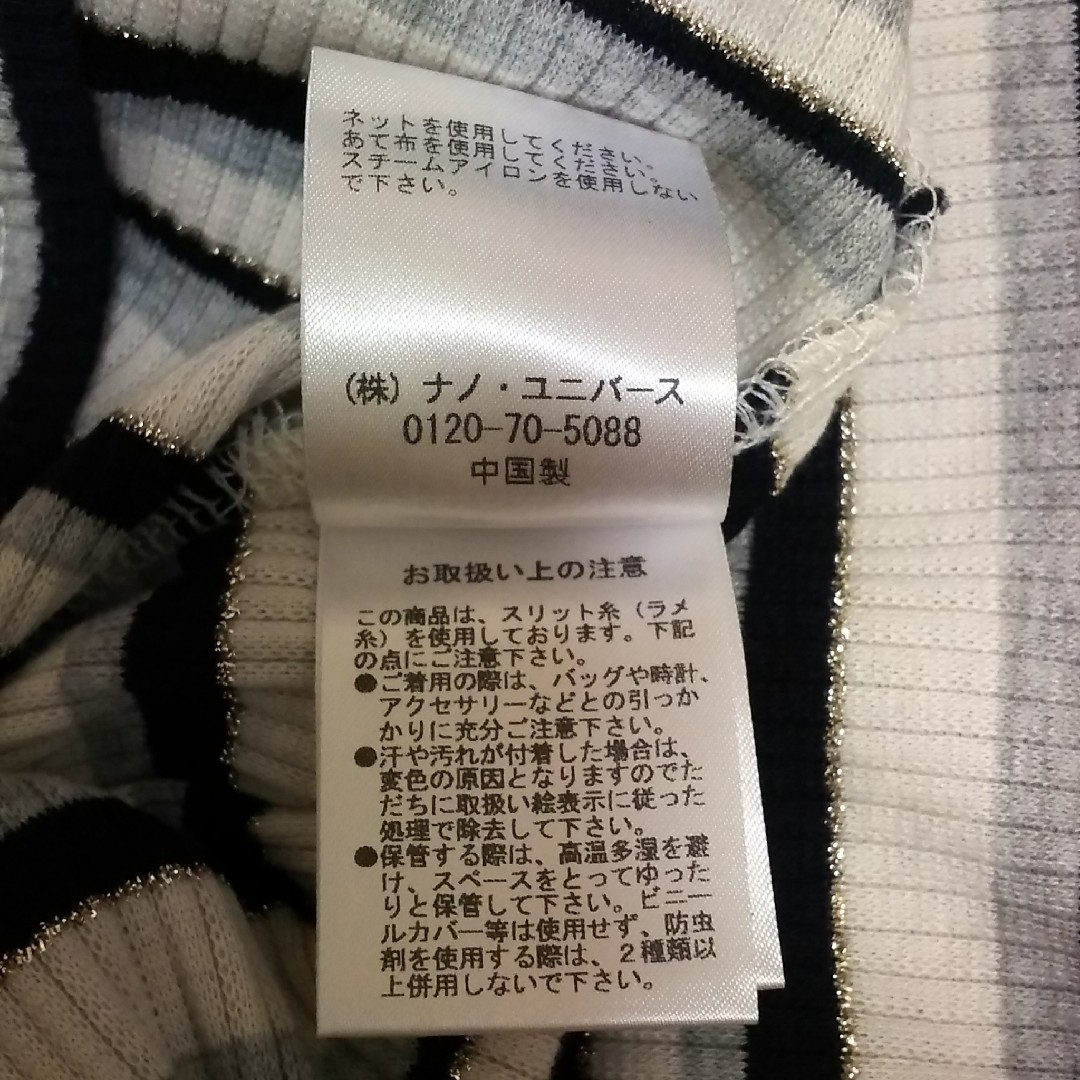 ネットを使用してください。
あて布を使用してください。
スチームアイロンを使用しない
で下さい。
（株）ナノ・ユニバース
0120-70-5088
中国製
お取扱い上の注意
この商品は、スリット糸（ラメ
糸）を使用しております。下記
の点にご注意下さい。
●ご着用の際は、バッグや時計、
アクセサリーなどとの引っか
かりに充分ご注意下さい。
●汗や汚れが付着した場合は、
変色の原因となりますのでた
だちに取扱い絵表示に従った
処理で除去して下さい。
●保管する際は、高温多湿を避
け、スペースをとってゆった
りと保管して下さい。ビニー
ルカバー等は使用せず、防虫
剤を使用する際は、２種類以
上併用しないで下さい。